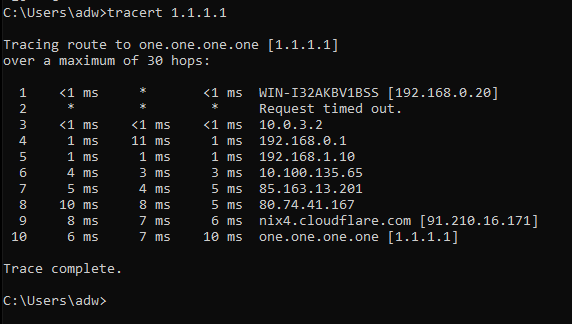 C:\Users\adw>tracert 1.1.1.1
Tracing route to one.one.one.one [1.1.1.1]
over a maximum of 30 hops:
1 <1 ms * <1 ms WIN-I32AKBV1BSS [192.168.0.20]
2 * * * Request timed out.
3 <1 ms <1 ms <1 ms 10.0.3.2
4 1 ms 11 ms 1 ms 192.168.0.1
5 1 ms 1 ms 1 ms 192.168.1.10
6 4 ms 3 ms 3 ms 10.100.135.65
7 5 ms 4 ms 5 ms 85.163.13.201
8 10 ms 8 ms 5 ms 80.74.41.167
9 8 ms 7 ms 6 ms nix4.cloudflare.com [91.210.16.171]
10 6 ms 7 ms 10 ms one.one.one.one [1.1.1.1]
Trace complete.
C:\Users\adw>